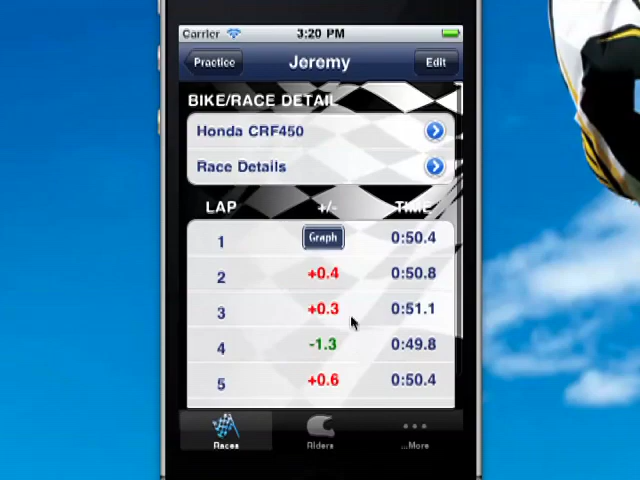 Carrier 3:20 PM
Practice Jeremy Edit
BIKE/RACE DETAIL
Honda CRF450
Race Details
LAP +/- TIME
1 Graph 0:50.4
2 +0.4 0:50.8
3 +0.3 0:51.1
4 -1.3 0:49.8
5 +0.6 0:50.4
Races Riders ...More